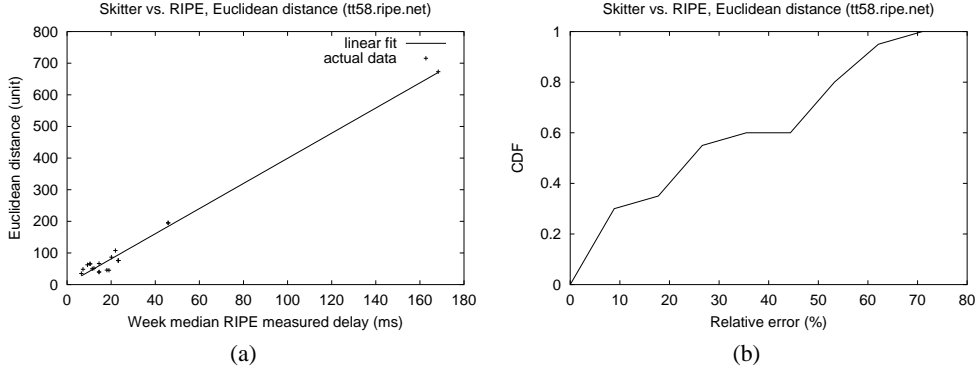 Skitter vs. RIPE, Euclidean distance (tt58.ripe.net)
800
700
600
500
400
300
200
100
0
Euclidean distance (unit)
linear fit
actual data
0 20 40 60 80 100 120 140 160 180
Week median RIPE measured delay (ms)
(a)
Skitter vs. RIPE, Euclidean distance (tt58.ripe.net)
1
0.8
0.6
0.4
0.2
0
CDF
0 10 20 30 40 50 60 70 80
Relative error (%)
(b)